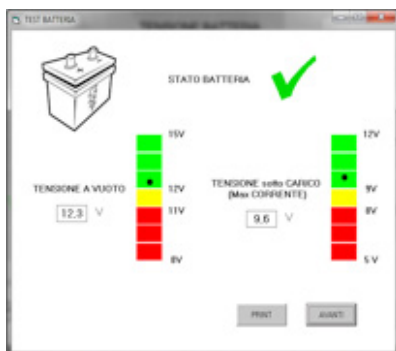 TEST BATTERIA
STATO BATTERIA
15V
12V
TENSIONE A VUOTO
12V
11V
12,3 V
8V
TENSIONE sotto CARICO
(Max CORRENTE)
9V
8V
9,6 V
5 V
PRINT
AVANTI